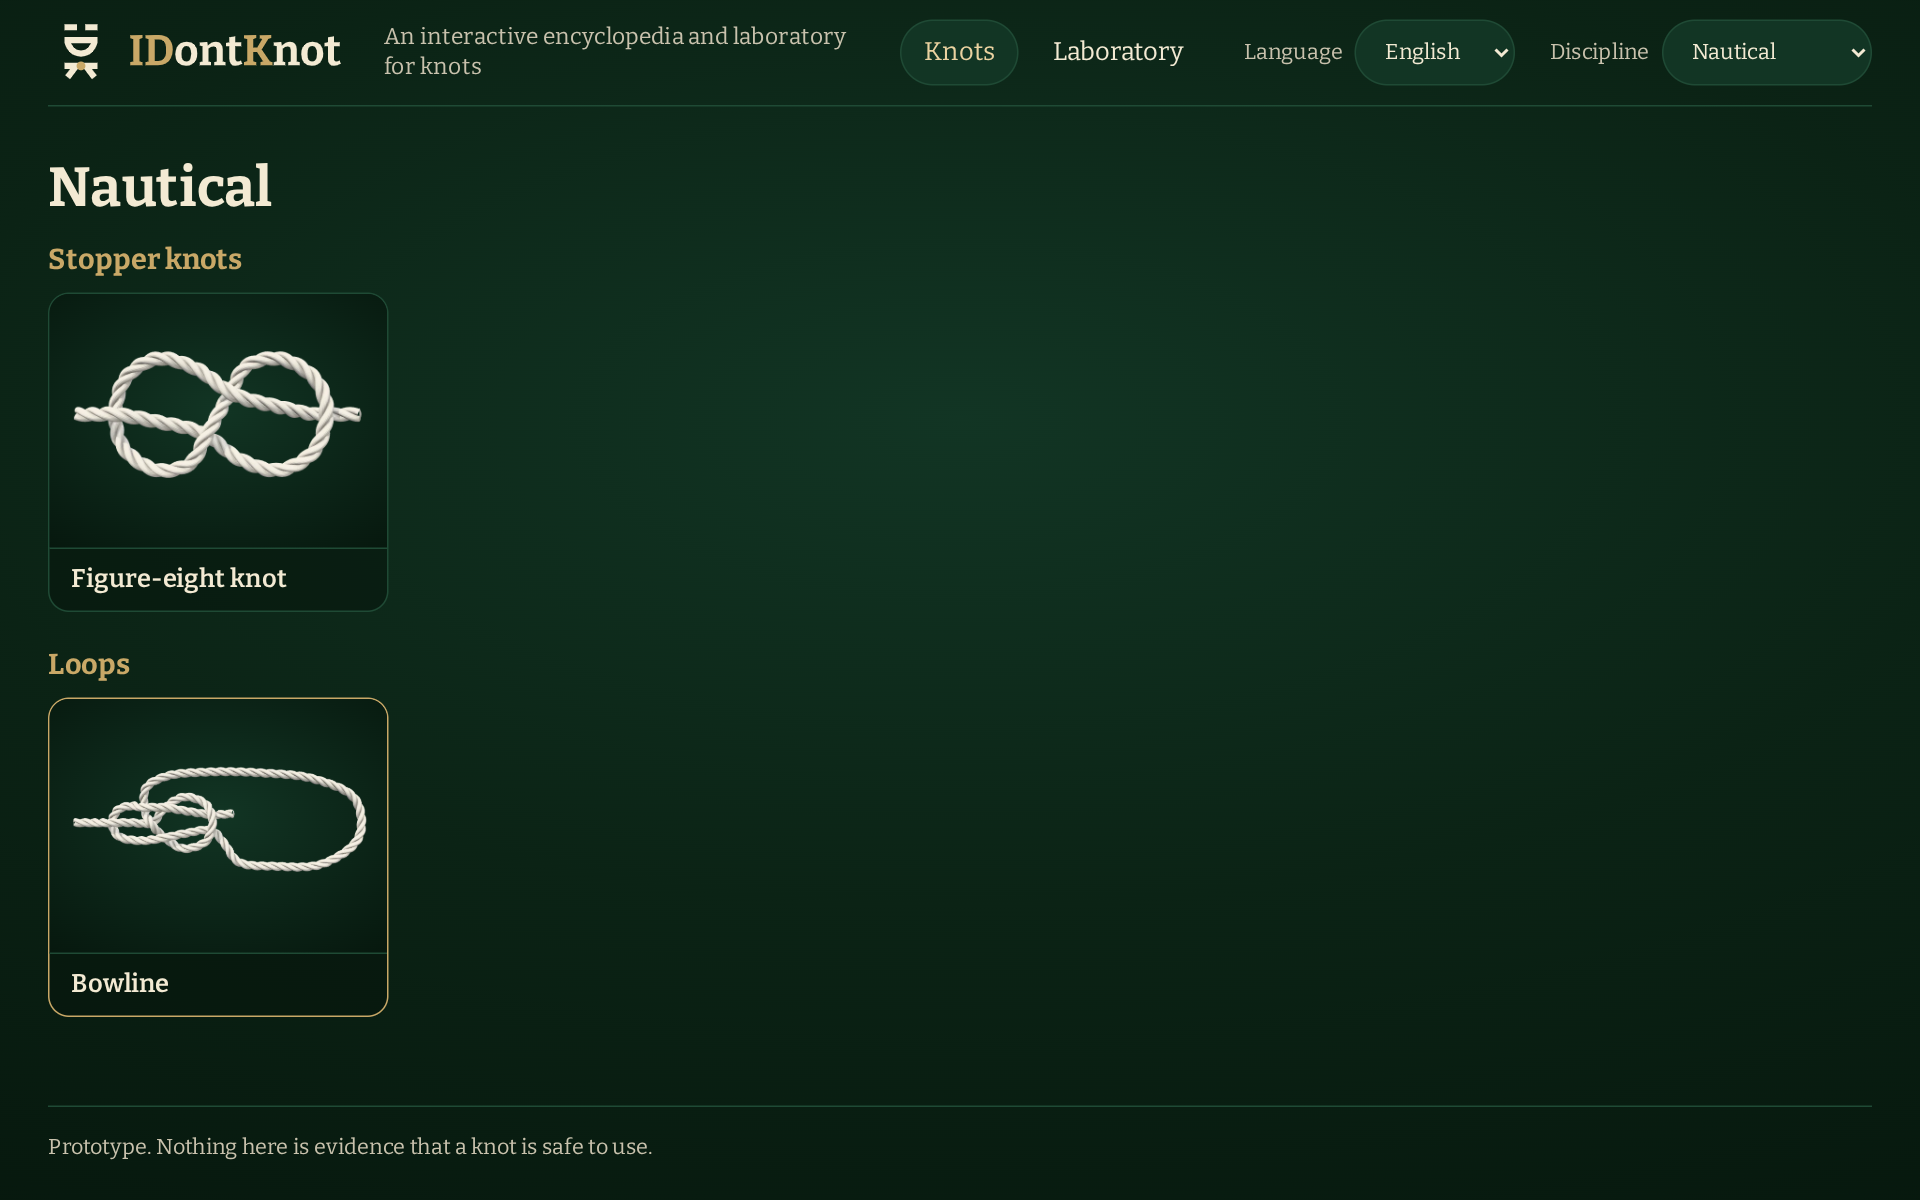 IDontKnot
An interactive encyclopedia and laboratory
for knots
Knots
Laboratory
Language
English
Discipline
Nautical
Nautical
Stopper knots
Figure-eight knot
Loops
Bowline
Prototype. Nothing here is evidence that a knot is safe to use.